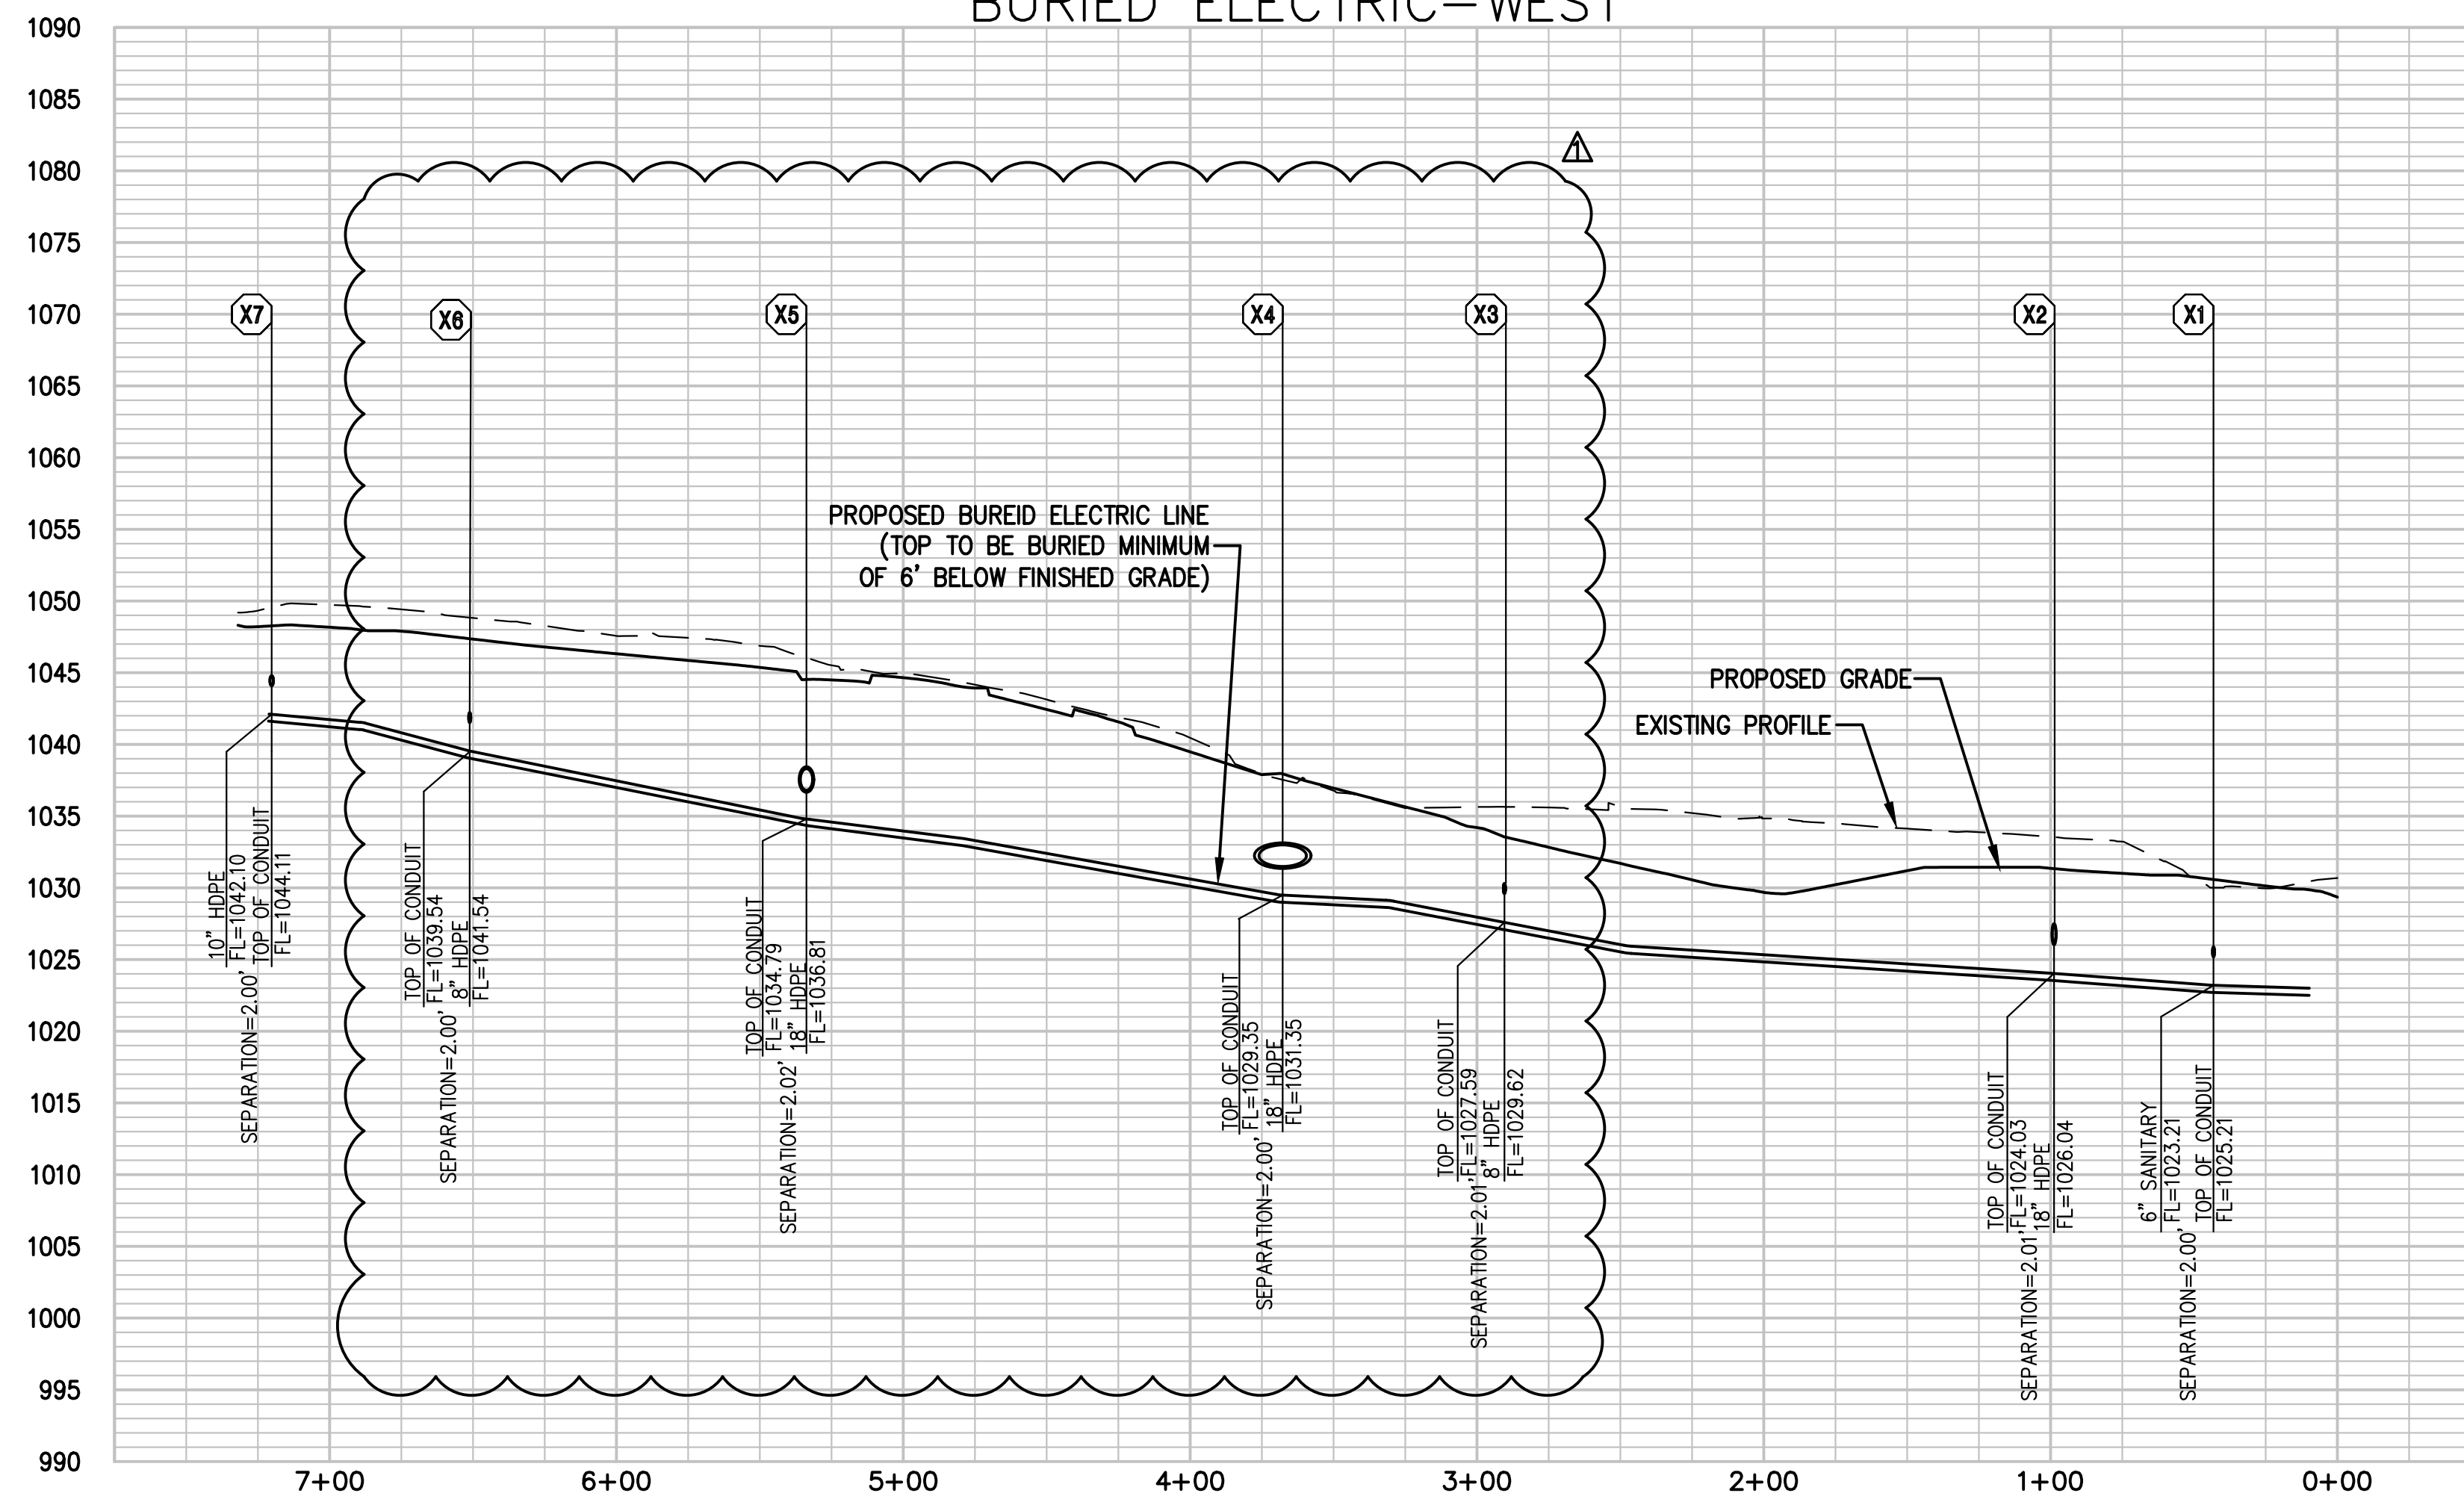 BURIED ELECTRIC-WEST
1090
1085
1080
1075
1070
1065
1060
1055
1050
1045
1040
1035
1030
1025
1020
1015
1010
1005
1000
995
990
1
X7
X6
X5
X4
X3
X2
X1
PROPOSED BUREID ELECTRIC LINE
(TOP TO BE BURIED MINIMUM
OF 6' BELOW FINISHED GRADE)
PROPOSED GRADE
EXISTING PROFILE
10" HDPE
FL=1042.10
TOP OF CONDUIT
FL=1044.11
SEPARATION=2.00'
TOP OF CONDUIT
FL=1039.54
8" HDPE
FL=1041.54
SEPARATION=2.00'
TOP OF CONDUIT
FL=1034.79
18" HDPE
FL=1036.81
SEPARATION=2.02'
TOP OF CONDUIT
FL=1029.35
18" HDPE
FL=1031.35
SEPARATION=2.00'
TOP OF CONDUIT
FL=1027.59
8" HDPE
FL=1029.62
SEPARATION=2.01'
TOP OF CONDUIT
FL=1024.03
18" HDPE
FL=1026.04
SEPARATION=2.01'
6" SANITARY
FL=1023.21
TOP OF CONDUIT
FL=1025.21
SEPARATION=2.00'
7+00 6+00 5+00 4+00 3+00 2+00 1+00 0+00